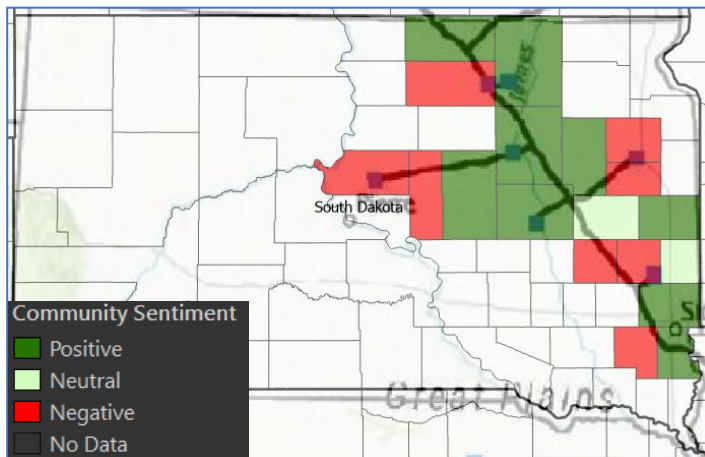 James
South Dakota
Community Sentiment
Positive
Neutral
Negative
No Data
Great Plains